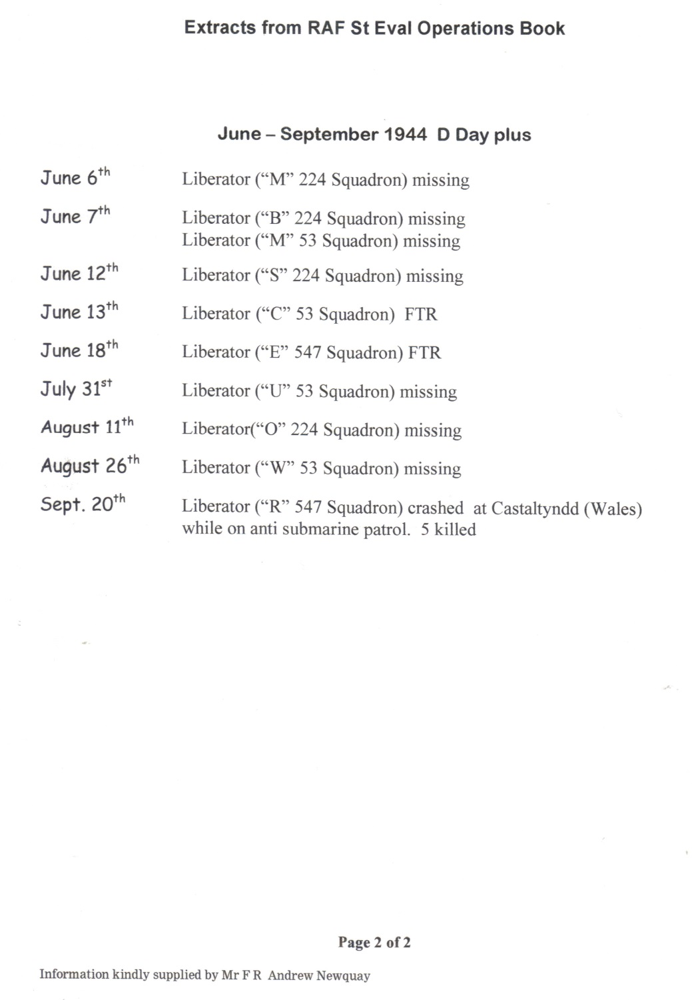 Extracts from RAF St Eval Operations Book
June – September 1944 D Day plus
June 6th Liberator (“M” 224 Squadron) missing
June 7th Liberator (“B” 224 Squadron) missing
Liberator (“M” 53 Squadron) missing
June 12th Liberator (“S” 224 Squadron) missing
June 13th Liberator (“C” 53 Squadron) FTR
June 18th Liberator (“E” 547 Squadron) FTR
July 31st Liberator (“U” 53 Squadron) missing
August 11th Liberator(“O” 224 Squadron) missing
August 26th Liberator (“W” 53 Squadron) missing
Sept. 20th Liberator (“R” 547 Squadron) crashed at Castaltyndd (Wales)
while on anti submarine patrol. 5 killed
Page 2 of 2
Information kindly supplied by Mr F R Andrew Newquay